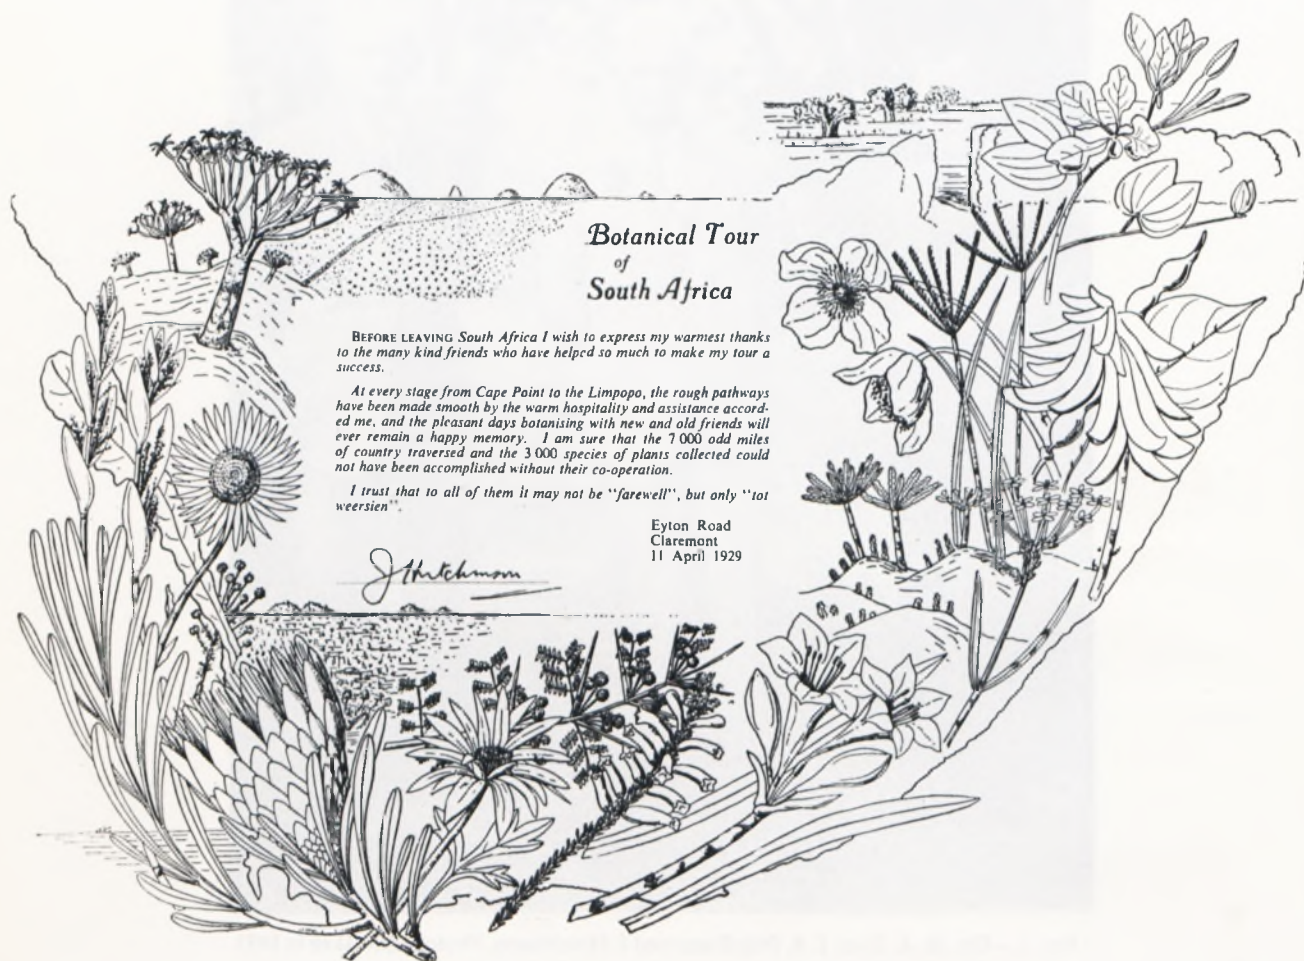 Botanical Tour
of
South Africa
BEFORE LEAVING South Africa I wish to express my warmest thanks
to the many kind friends who have helped so much to make my tour a
success.
At every stage from Cape Point to the Limpopo, the rough pathways
have been made smooth by the warm hospitality and assistance accord-
ed me, and the pleasant days botanising with new and old friends will
ever remain a happy memory. I am sure that the 7 000 odd miles
of country traversed and the 3 000 species of plants collected could
not have been accomplished without their co-operation.
I trust that to all of them it may not be "farewell", but only "tot
weersien".
Eyton Road
Claremont
11 April 1929
J Hutchinson